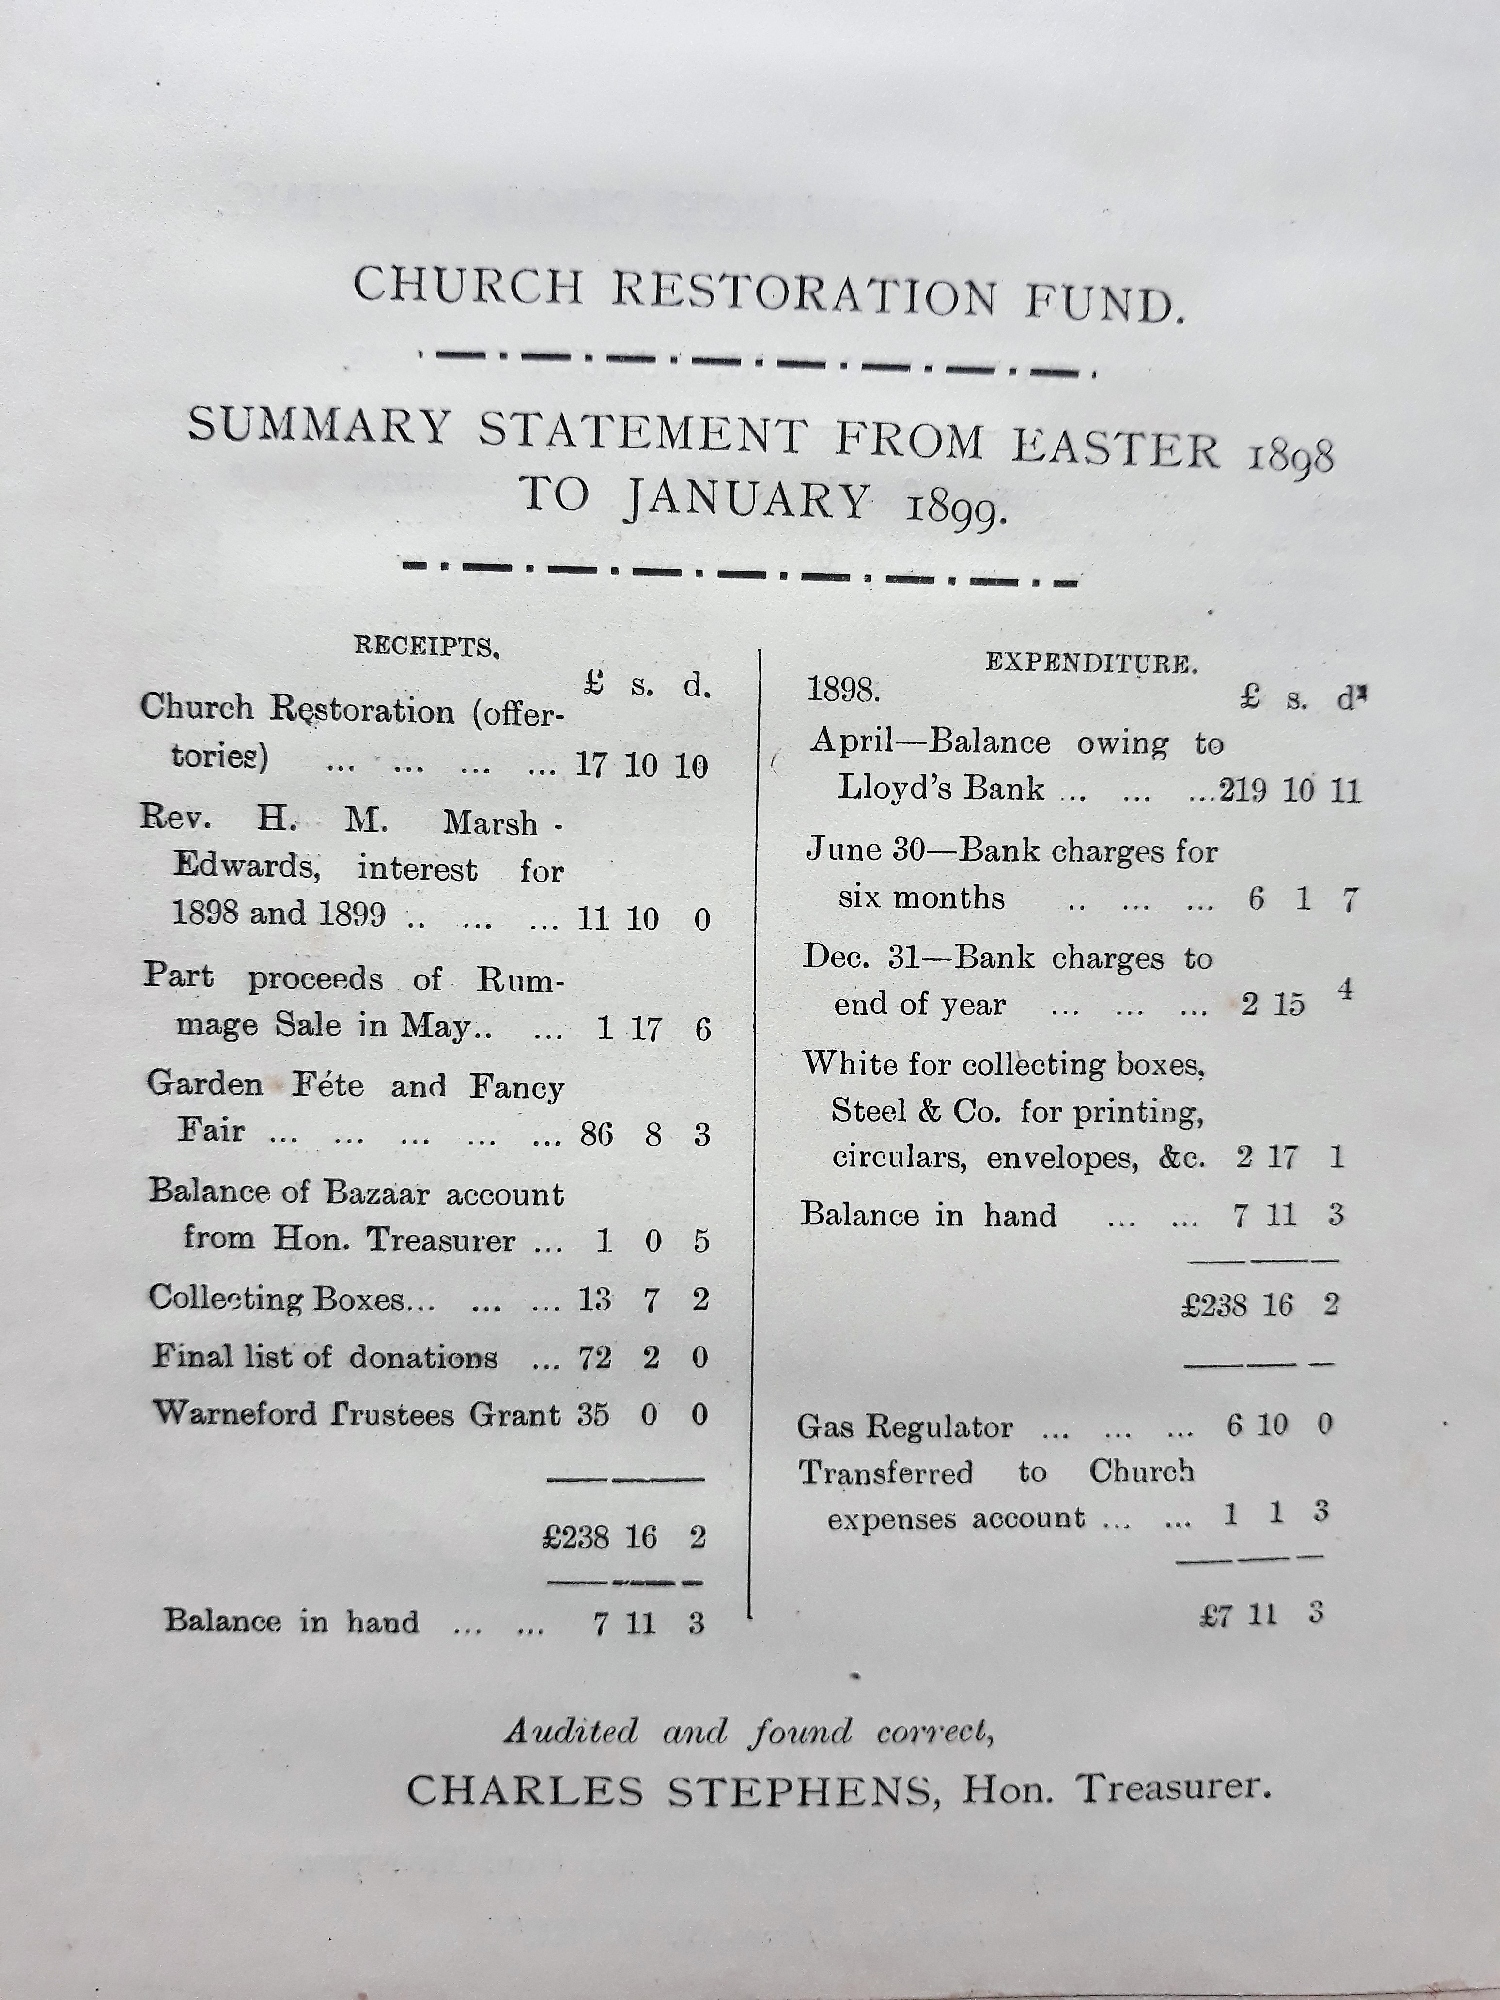 CHURCH RESTORATION FUND.
SUMMARY STATEMENT FROM EASTER 1898
TO JANUARY 1899.
RECEIPTS.
£ s. d.
Church Restoration (offer-
tories) ... ... ... ... 17 10 10
Rev. H. M. Marsh -
Edwards, interest for
1898 and 1899 .. ... ... 11 10 0
Part proceeds of Rum-
mage Sale in May.. ... 1 17 6
Garden Féte and Fancy
Fair ... ... ... ... ... 86 8 3
Balance of Bazaar account
from Hon. Treasurer ... 1 0 5
Collecting Boxes... ... ... 13 7 2
Final list of donations ... 72 2 0
Warneford Trustees Grant 35 0 0
£238 16 2
Balance in hand ... ... 7 11 3
EXPENDITURE.
1898. £ s. d.
April—Balance owing to
Lloyd's Bank ... ... ...219 10 11
June 30—Bank charges for
six months .. ... ... 6 1 7
Dec. 31—Bank charges to
end of year ... ... ... 2 15 4
White for collecting boxes,
Steel & Co. for printing,
circulars, envelopes, &c. 2 17 1
Balance in hand ... ... 7 11 3
£238 16 2
Gas Regulator ... ... ... 6 10 0
Transferred to Church
expenses account ... ... 1 1 3
£7 11 3
Audited and found correct,
CHARLES STEPHENS, Hon. Treasurer.